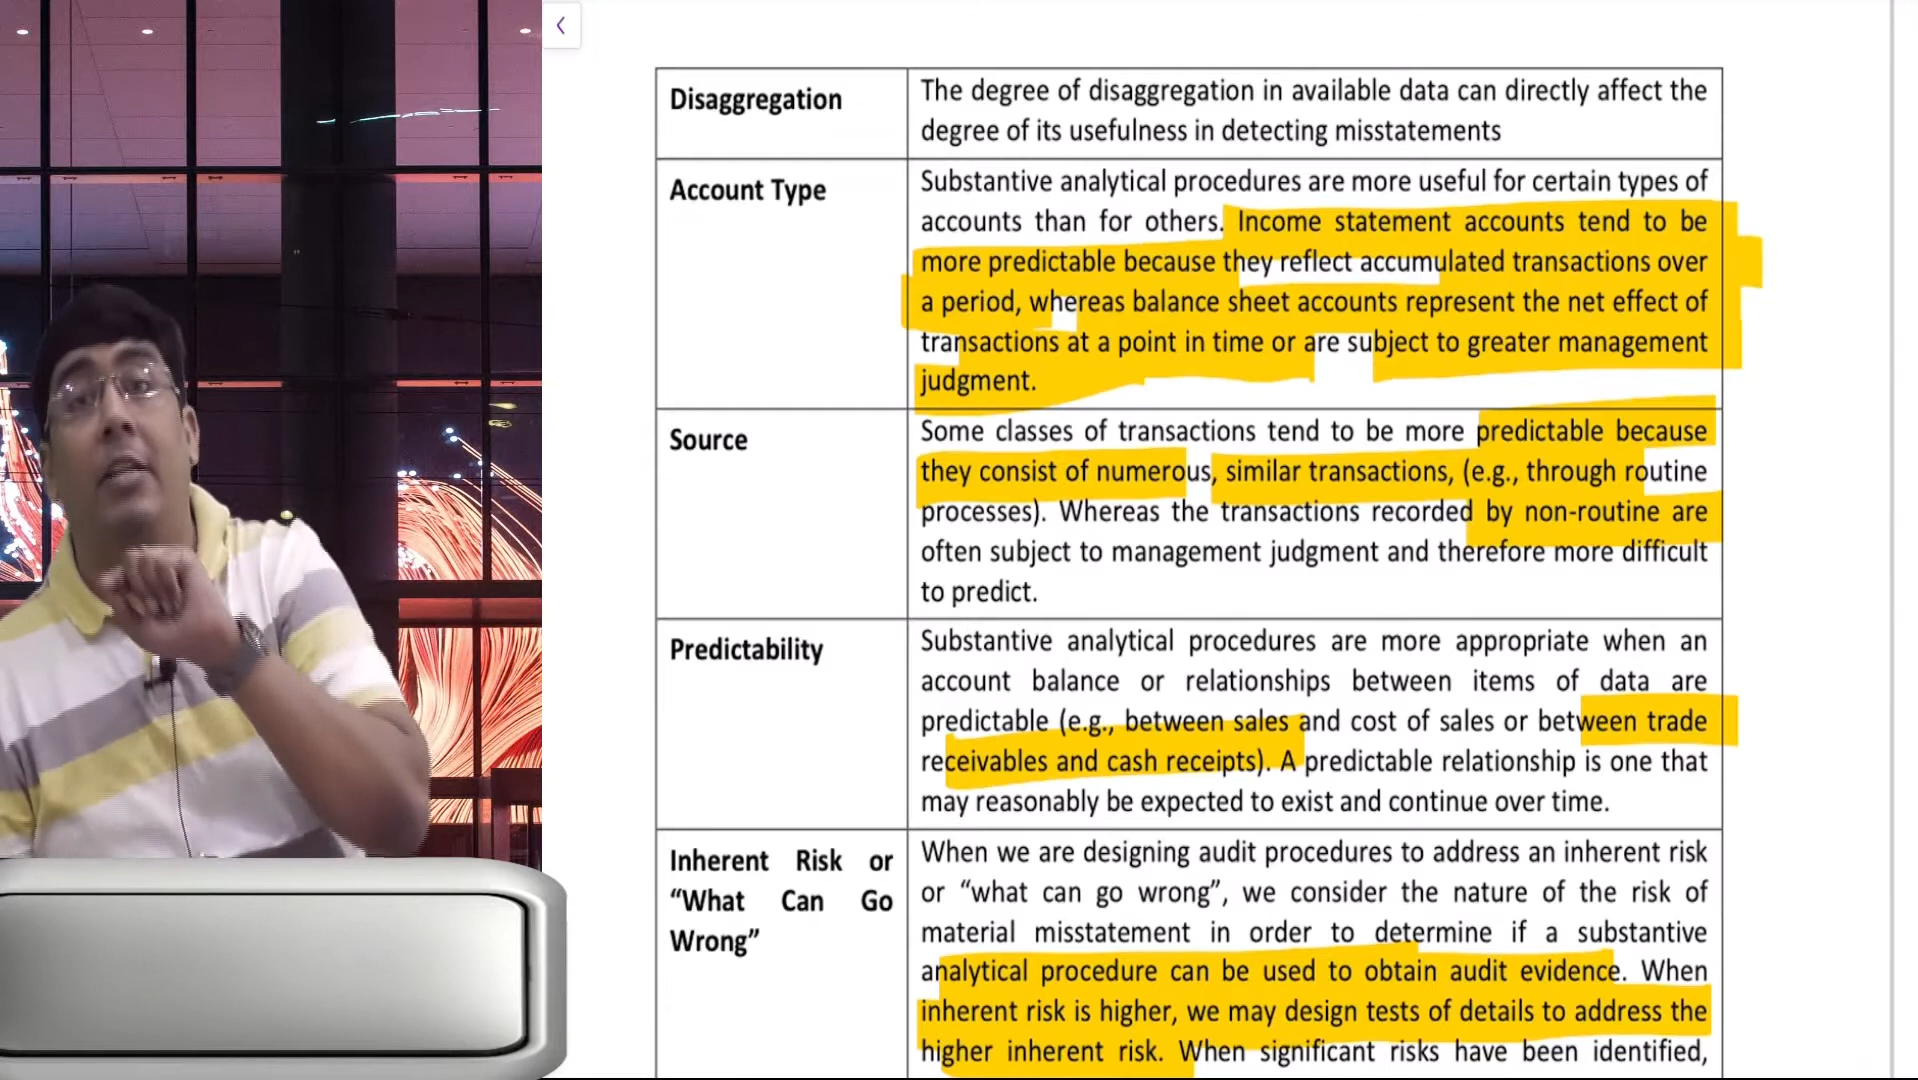 Disaggregation
The degree of disaggregation in available data can directly affect the
degree of its usefulness in detecting misstatements
Account Type
Substantive analytical procedures are more useful for certain types of
accounts than for others. Income statement accounts tend to be
more predictable because they reflect accumulated transactions over
a period, whereas balance sheet accounts represent the net effect of
transactions at a point in time or are subject to greater management
judgment.
Source
Some classes of transactions tend to be more predictable because
they consist of numerous, similar transactions, (e.g., through routine
processes). Whereas the transactions recorded by non-routine are
often subject to management judgment and therefore more difficult
to predict.
Predictability
Substantive analytical procedures are more appropriate when an
account balance or relationships between items of data are
predictable (e.g., between sales and cost of sales or between trade
receivables and cash receipts). A predictable relationship is one that
may reasonably be expected to exist and continue over time.
Inherent Risk or
“What Can Go
Wrong”
When we are designing audit procedures to address an inherent risk
or “what can go wrong”, we consider the nature of the risk of
material misstatement in order to determine if a substantive
analytical procedure can be used to obtain audit evidence. When
inherent risk is higher, we may design tests of details to address the
higher inherent risk. When significant risks have been identified,